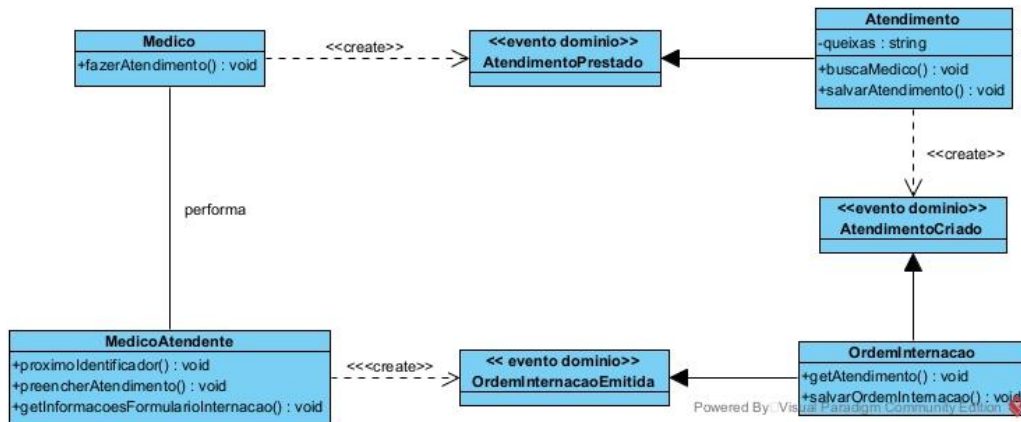 Medico
+fazerAtendimento() : void
<<create>>
<<evento dominio>>
AtendimentoPrestado
Atendimento
-queixas : string
+buscaMedico() : void
+salvarAtendimento() : void
<<create>>
performa
<<evento dominio>>
AtendimentoCriado
MedicoAtendente
+proximoIdentificador() : void
+preencherAtendimento() : void
+getInformacoesFormularioInternacao() : void
<<<create>>
<< evento dominio>>
OrdemInternacaoEmitida
OrdemInternacao
+getAtendimento() : void
+salvarOrdemInternacao() : void
Powered By Visual Paradigm Community Edition